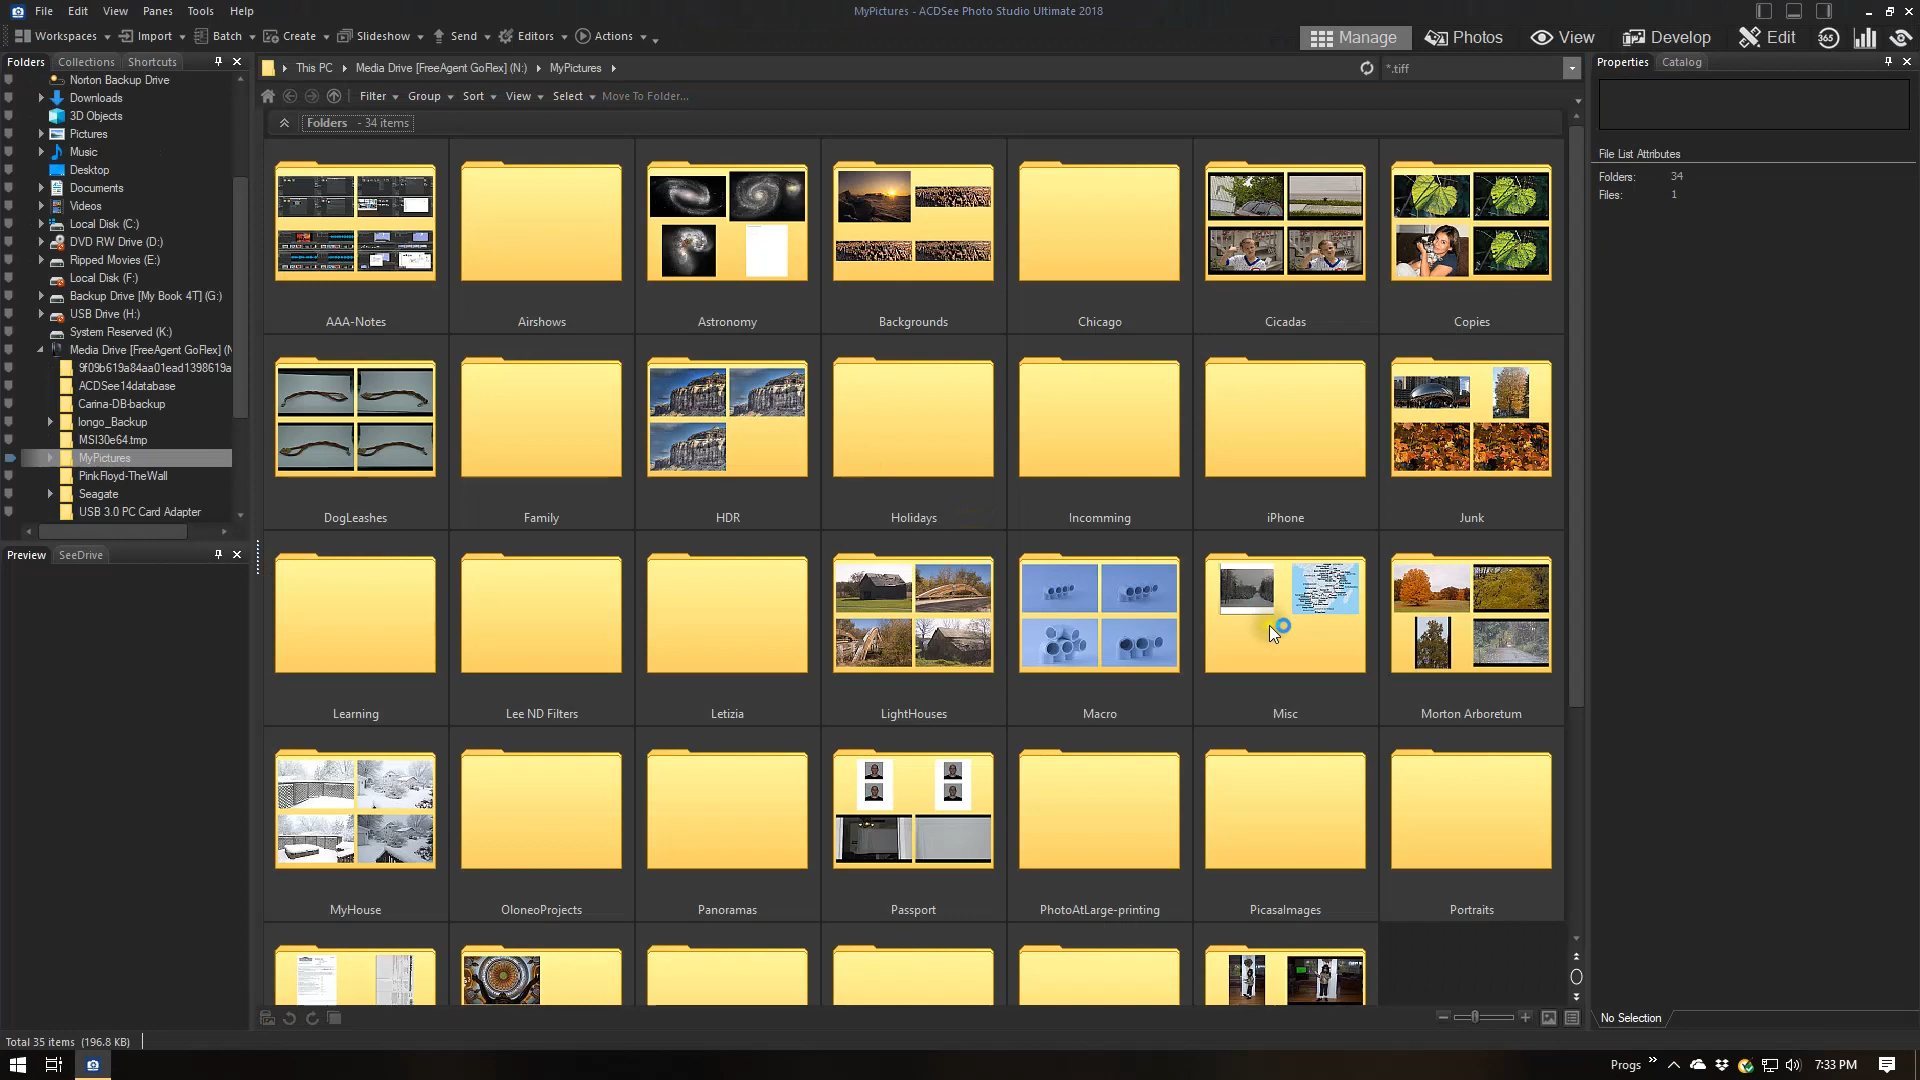 File Edit View Panes Tools Help
MyPictures - ACDSee Photo Studio Ultimate 2018
Workspaces Import Batch Create Slideshow Send Editors Actions
Manage Photos View Develop Edit 365
Folders Collections Shortcuts
This PC Media Drive [FreeAgent GoFlex] (N:) MyPictures
*.tiff
Properties Catalog
Filter Group Sort View Select Move To Folder...
Folders - 34 items
Norton Backup Drive
Downloads
3D Objects
Pictures
Music
Desktop
Documents
Videos
Local Disk (C:)
DVD RW Drive (D:)
Ripped Movies (E:)
Local Disk (F:)
Backup Drive [My Book 4T] (G:)
USB Drive (H:)
System Reserved (K:)
Media Drive [FreeAgent GoFlex] (N
9f09b619a84aa01ead1398619a
ACDSee14database
Carina-DB-backup
longo_Backup
MSI30e64.tmp
MyPictures
PinkFloyd-TheWall
Seagate
USB 3.0 PC Card Adapter
Preview SeeDrive
AAA-Notes Airshows Astronomy Backgrounds Chicago Cicadas Copies
DogLeashes Family HDR Holidays Incomming iPhone Junk
Learning Lee ND Filters Letizia LightHouses Macro Misc Morton Arboretum
MyHouse OloneoProjects Panoramas Passport PhotoAtLarge-printing PicasaImages Portraits
File List Attributes
Folders: 34
Files: 1
No Selection
Total 35 items (196.8 KB)
Progs 7:33 PM